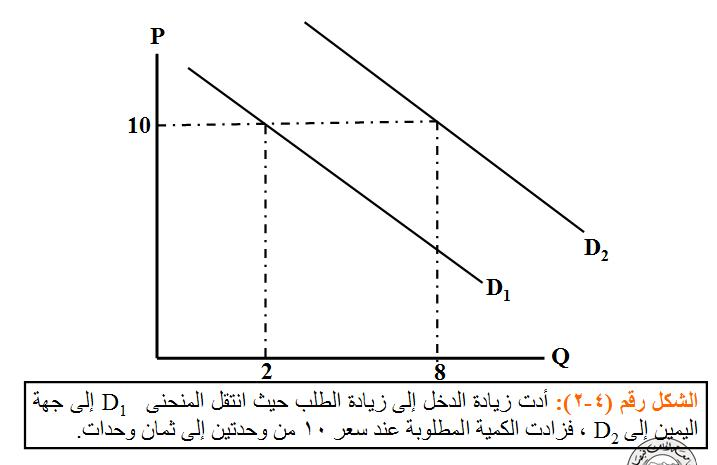 P
10
D₂
D₁
Q
2
8
الشكل رقم (٤-٢): أدت زيادة الدخل إلى زيادة الطلب حيث انتقل المنحنى D₁ إلى جهة
اليمين إلى D₂ ، فزادت الكمية المطلوبة عند سعر ١٠ من وحدتين إلى ثمان وحدات.